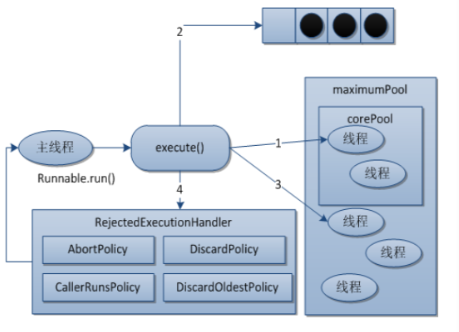 2
maximumPool
corePool
线程
线程
主线程
execute()
1
3
Runnable.run()
4
线程
线程
线程
RejectedExecutionHandler
AbortPolicy
DiscardPolicy
CallerRunsPolicy
DiscardOldestPolicy